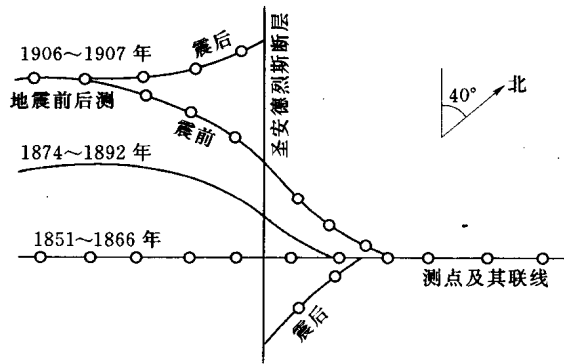 1906～1907 年
震后
地震前后测
震前
圣安德烈斯断层
40°
北
1874～1892 年
1851～1866 年
测点及其联线
震后